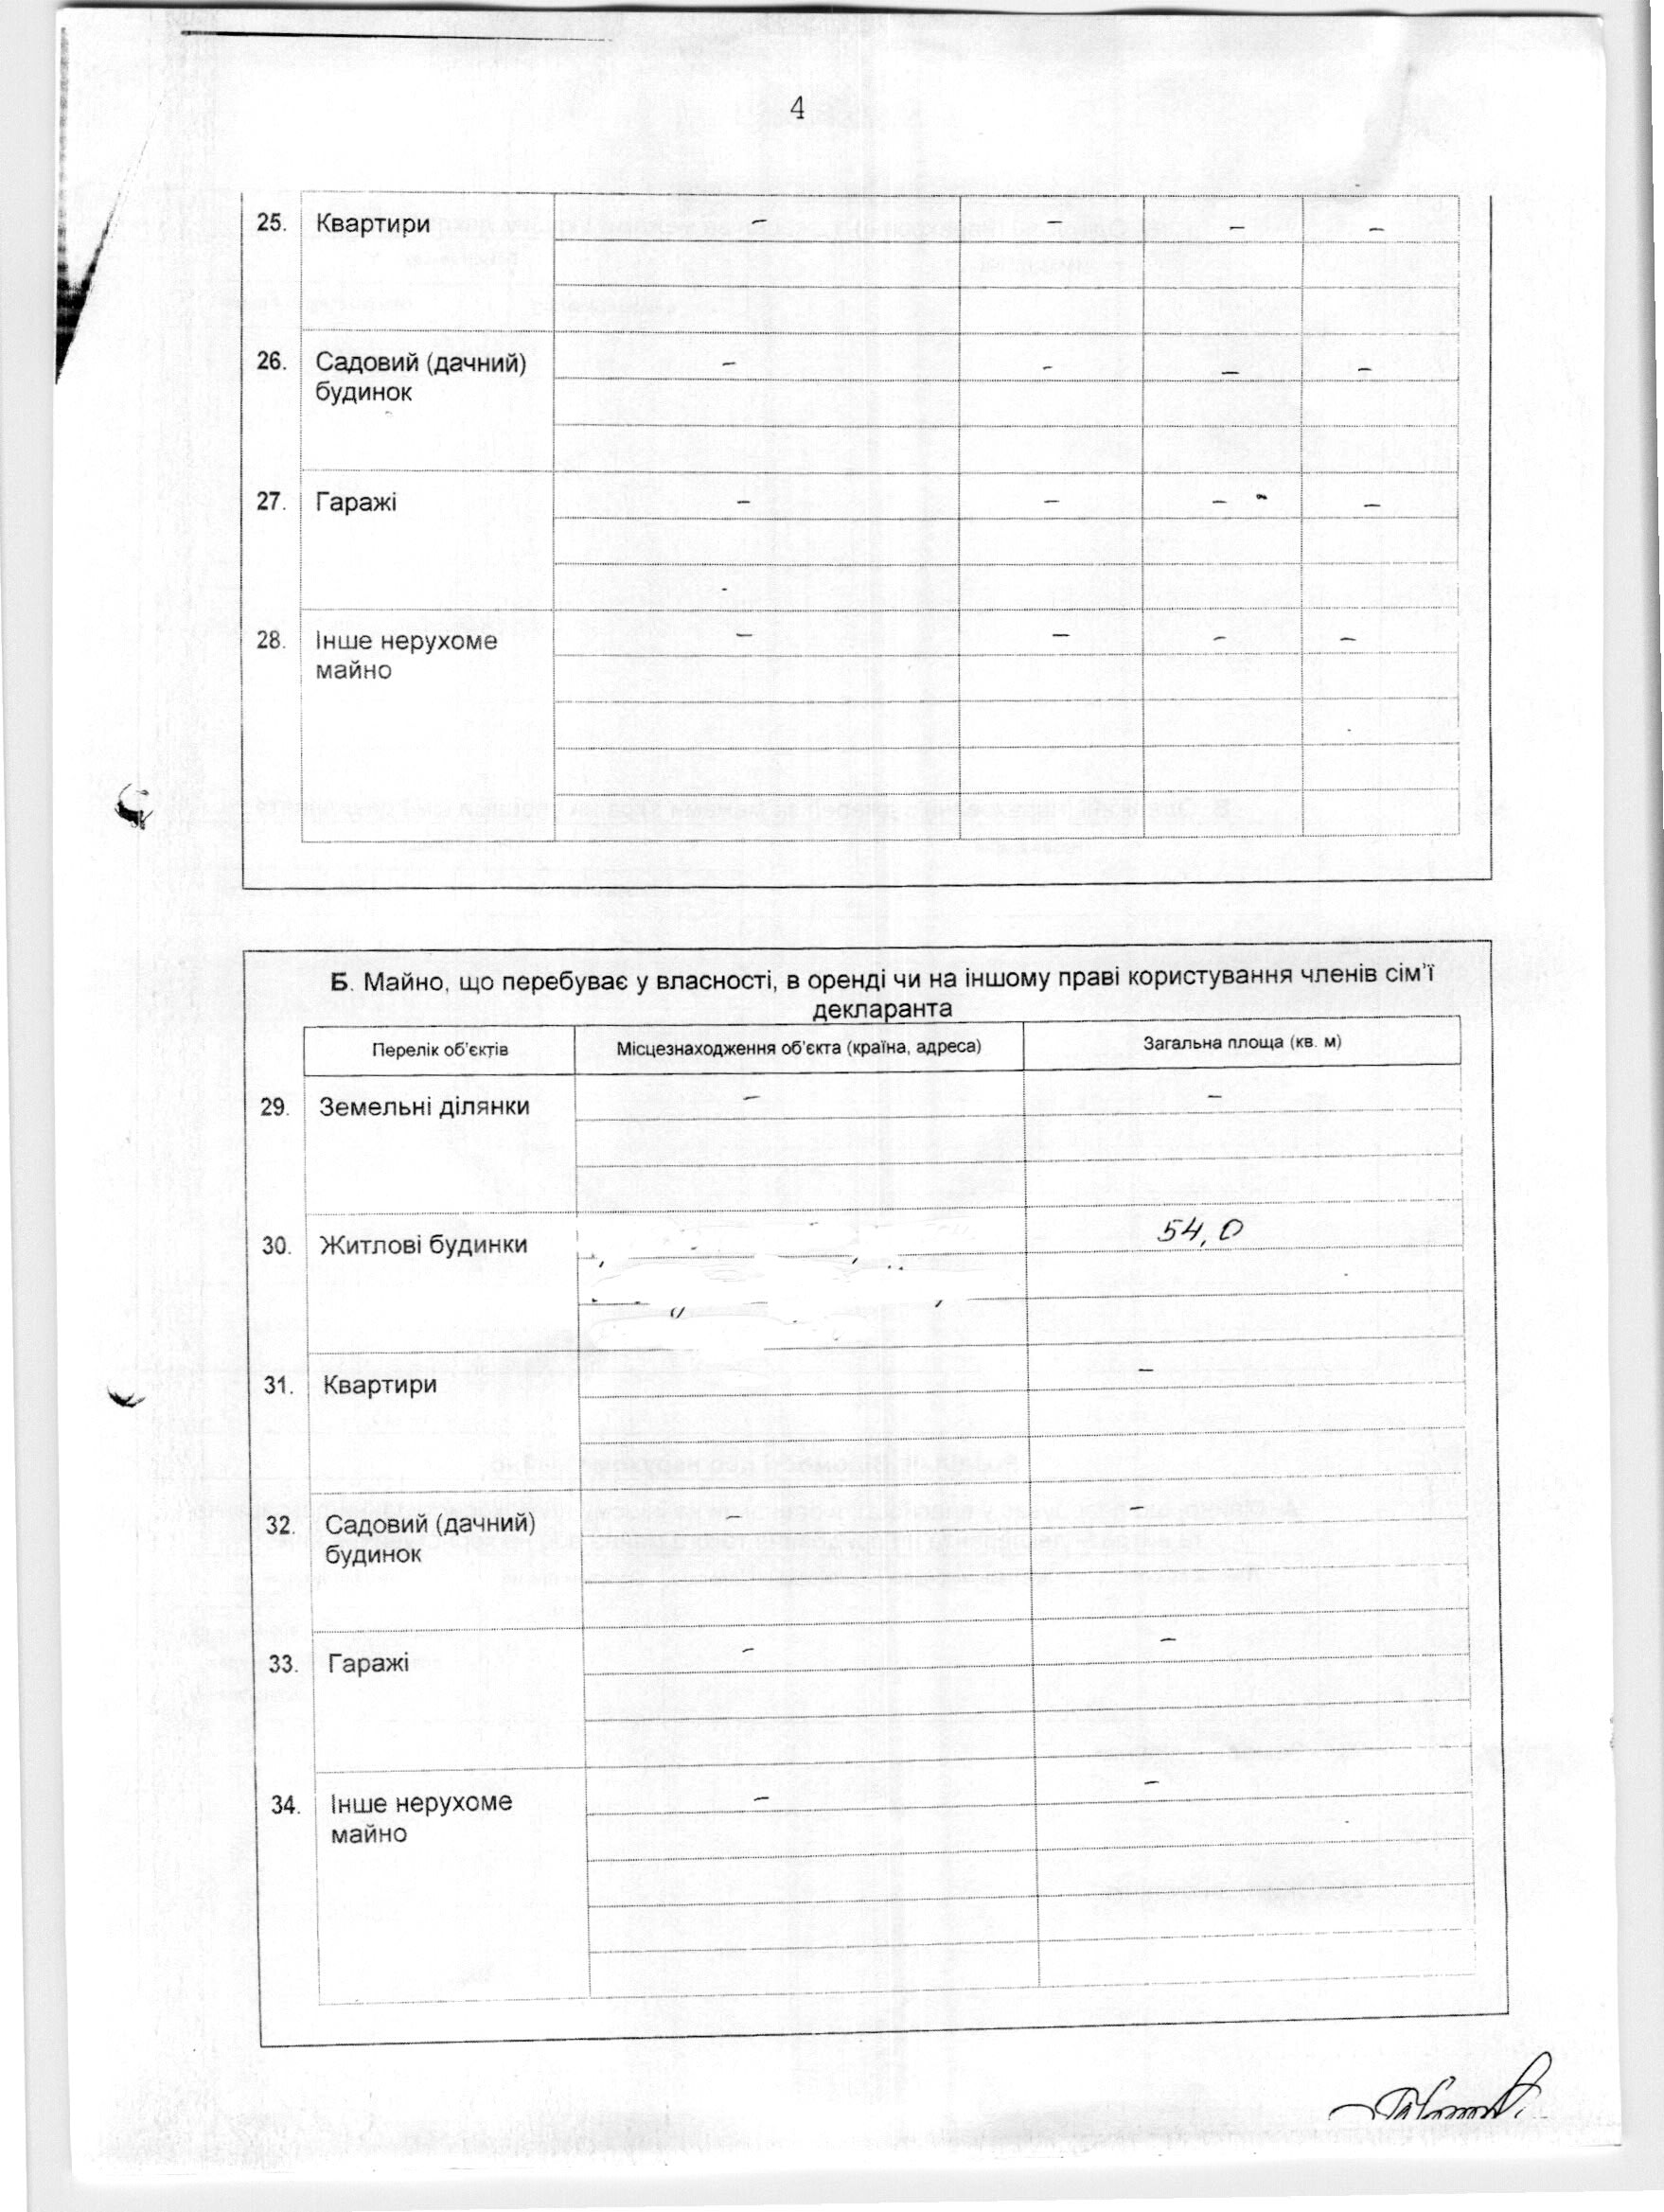 4
25. Квартири – – – –
26. Садовий (дачний) – – – –
будинок
27. Гаражі – – – –
28. Інше нерухоме – – – –
майно
Б. Майно, що перебуває у власності, в оренді чи на іншому праві користування членів сім'ї
декларанта
Перелік об'єктів Місцезнаходження об'єкта (країна, адреса) Загальна площа (кв. м)
29. Земельні ділянки – –
30. Житлові будинки 54,0
31. Квартири –
32. Садовий (дачний) – –
будинок
33. Гаражі – –
34. Інше нерухоме – –
майно